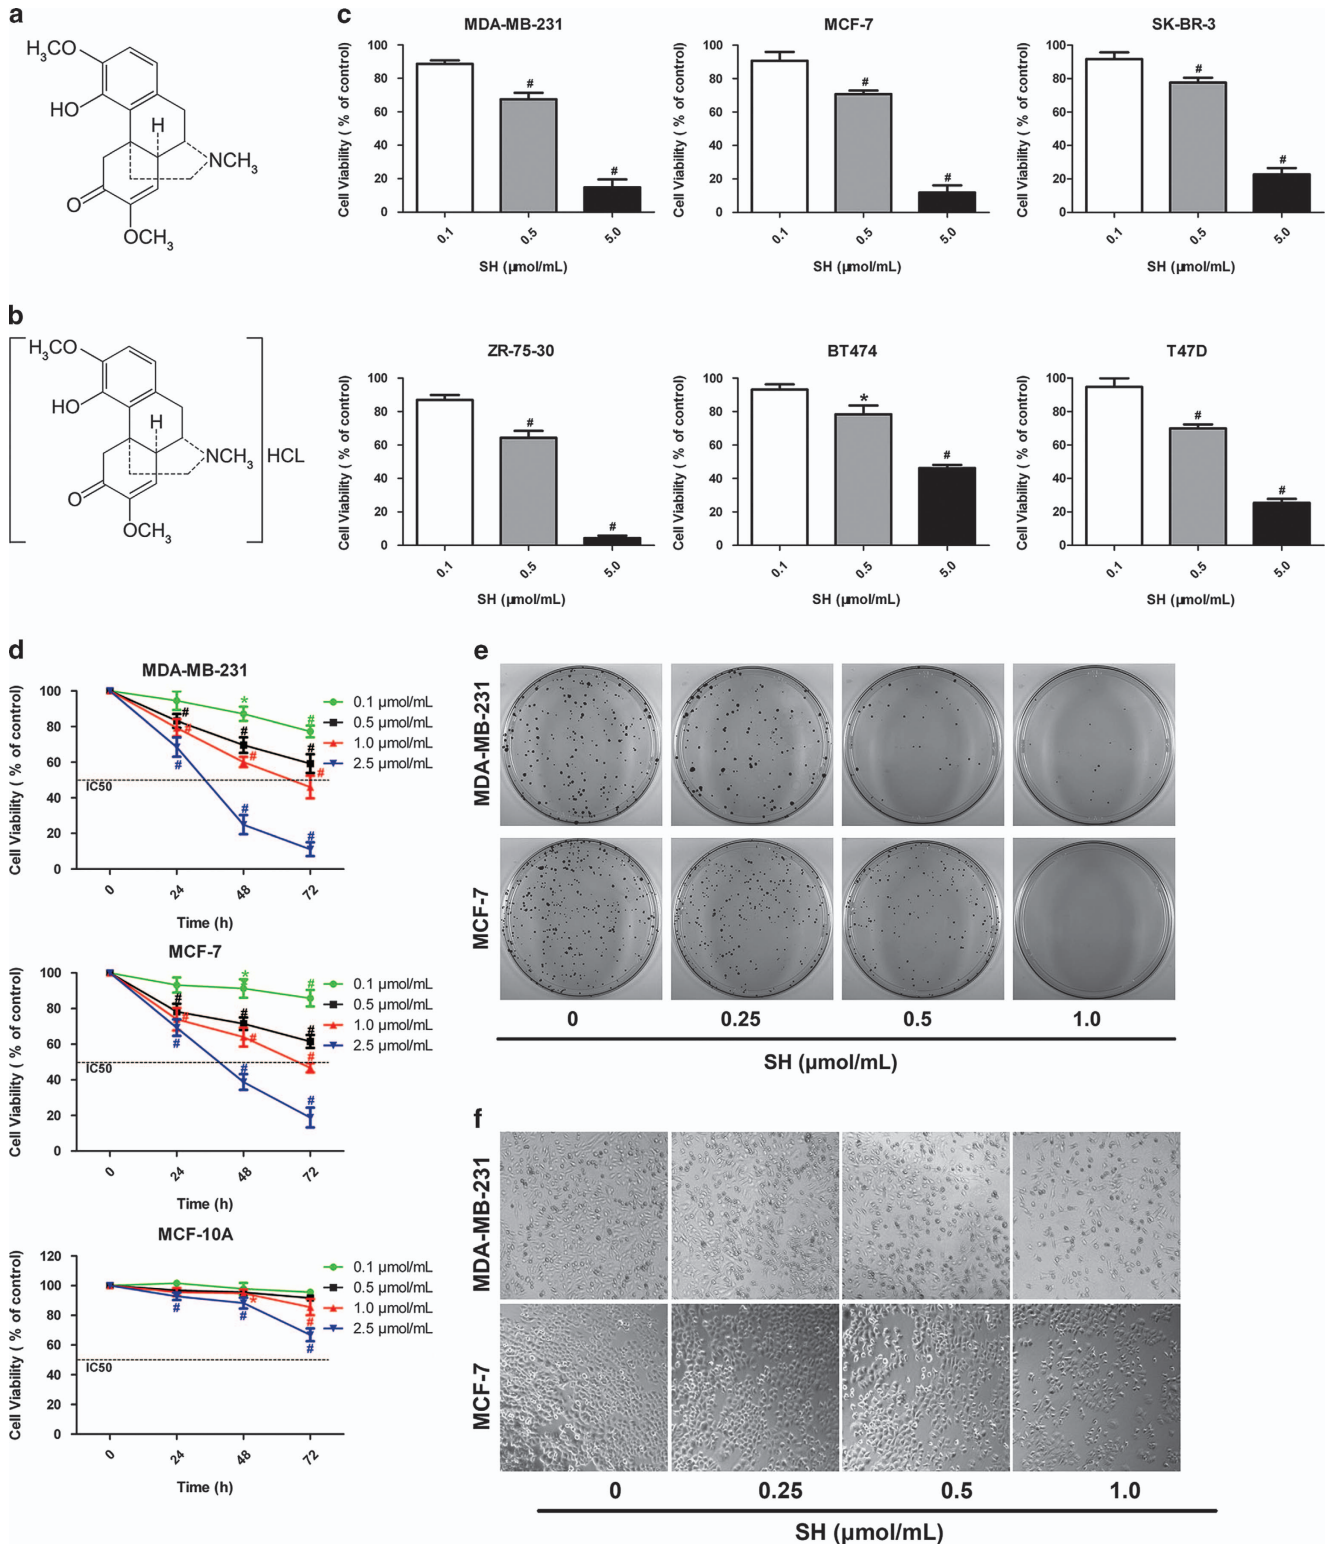 a
H3CO
HO
H
NCH3
O
OCH3
b
H3CO
HO
H
NCH3
HCL
O
OCH3
c
MDA-MB-231
Cell Viability ( % of control)
100
80
60
40
20
0
#
#
0.1 0.5 5.0
SH (µmol/mL)
MCF-7
Cell Viability ( % of control)
100
80
60
40
20
0
#
#
0.1 0.5 5.0
SH (µmol/mL)
SK-BR-3
Cell Viability ( % of control)
100
80
60
40
20
0
#
#
0.1 0.5 5.0
SH (µmol/mL)
ZR-75-30
Cell Viability ( % of control)
100
80
60
40
20
0
#
#
0.1 0.5 5.0
SH (µmol/mL)
BT474
Cell Viability ( % of control)
100
80
60
40
20
0
*
#
0.1 0.5 5.0
SH (µmol/mL)
T47D
Cell Viability ( % of control)
100
80
60
40
20
0
#
#
0.1 0.5 5.0
SH (µmol/mL)
d
MDA-MB-231
Cell Viability ( % of control)
100
80
60
40
20
0
IC50
# # #
* # # #
# # # #
0.1 µmol/mL
0.5 µmol/mL
1.0 µmol/mL
2.5 µmol/mL
0 24 48 72
Time (h)
MCF-7
Cell Viability ( % of control)
100
80
60
40
20
0
IC50
# # #
* # # #
# # # #
0.1 µmol/mL
0.5 µmol/mL
1.0 µmol/mL
2.5 µmol/mL
0 24 48 72
Time (h)
MCF-10A
Cell Viability ( % of control)
120
100
80
60
40
20
0
IC50
#
* #
# #
0.1 µmol/mL
0.5 µmol/mL
1.0 µmol/mL
2.5 µmol/mL
0 24 48 72
Time (h)
e
MDA-MB-231
MCF-7
0 0.25 0.5 1.0
SH (µmol/mL)
f
MDA-MB-231
MCF-7
0 0.25 0.5 1.0
SH (µmol/mL)